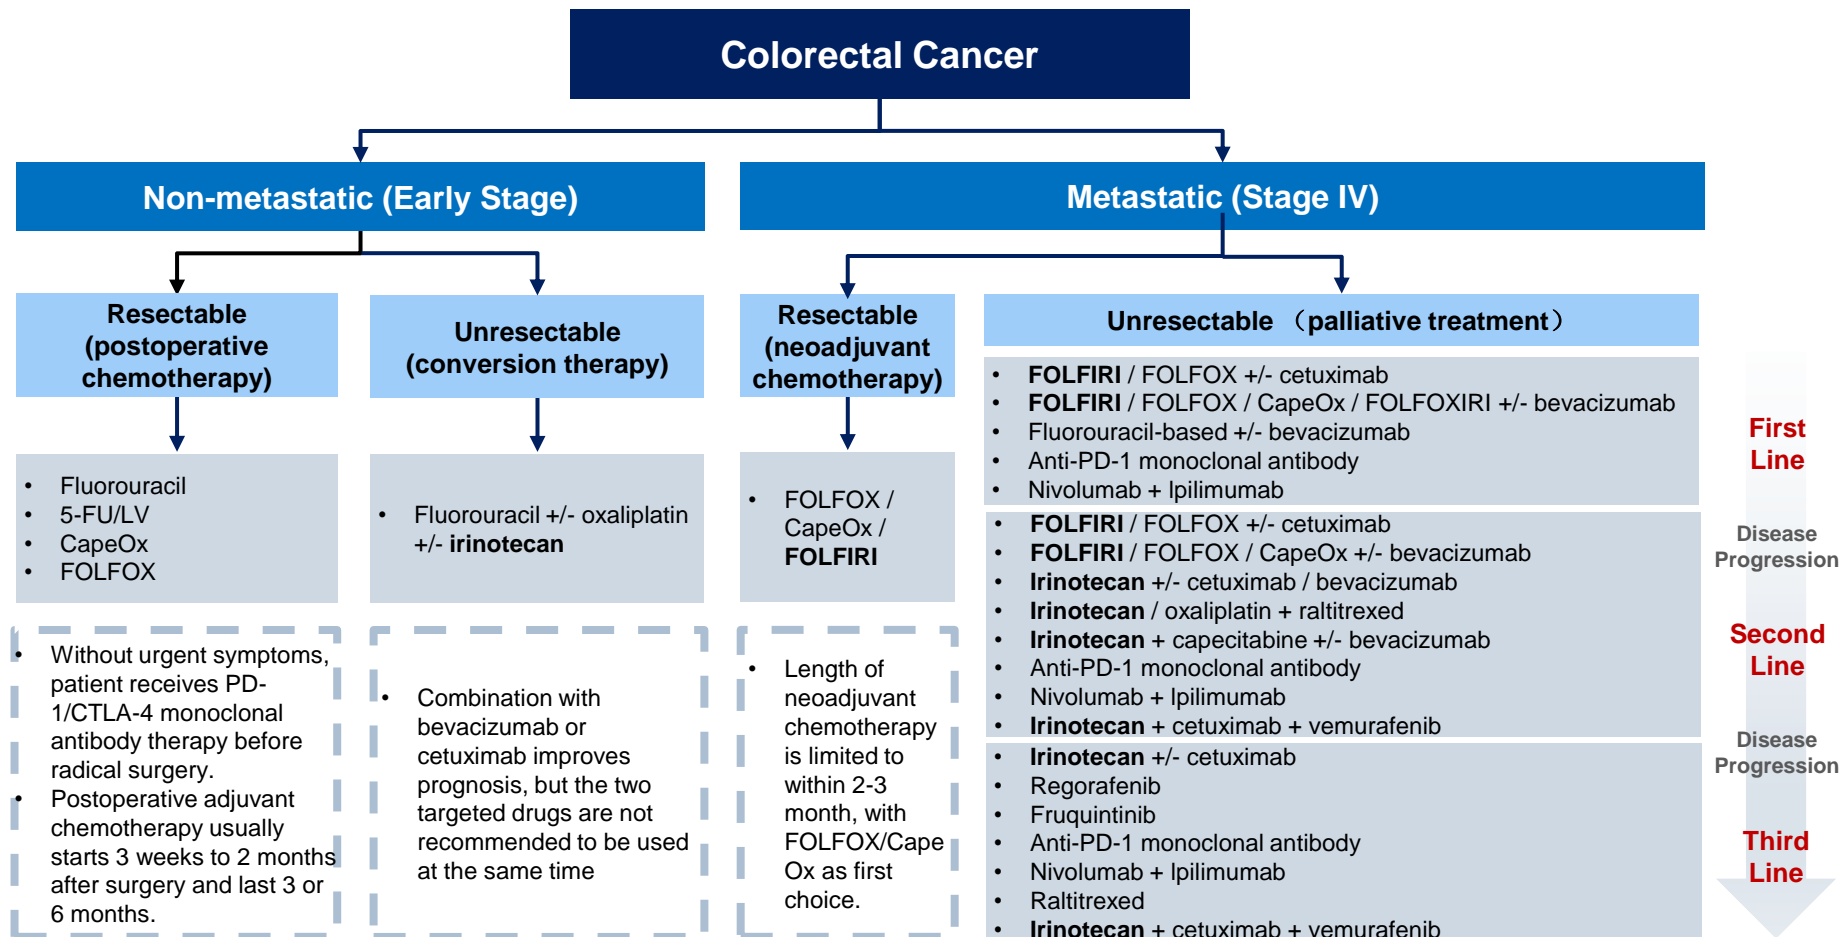 Colorectal Cancer
Non-metastatic (Early Stage)
Metastatic (Stage IV)
Resectable
(postoperative
chemotherapy)
Unresectable
(conversion therapy)
Resectable
(neoadjuvant
chemotherapy)
Unresectable （palliative treatment）
• Fluorouracil
• 5-FU/LV
• CapeOx
• FOLFOX
• Fluorouracil +/- oxaliplatin
+/- irinotecan
• FOLFOX /
CapeOx /
FOLFIRI
• FOLFIRI / FOLFOX +/- cetuximab
• FOLFIRI / FOLFOX / CapeOx / FOLFOXIRI +/- bevacizumab
• Fluorouracil-based +/- bevacizumab
• Anti-PD-1 monoclonal antibody
• Nivolumab + Ipilimumab
• FOLFIRI / FOLFOX +/- cetuximab
• FOLFIRI / FOLFOX / CapeOx +/- bevacizumab
• Irinotecan +/- cetuximab / bevacizumab
• Irinotecan / oxaliplatin + raltitrexed
• Irinotecan + capecitabine +/- bevacizumab
• Anti-PD-1 monoclonal antibody
• Nivolumab + Ipilimumab
• Irinotecan + cetuximab + vemurafenib
• Irinotecan +/- cetuximab
• Regorafenib
• Fruquintinib
• Anti-PD-1 monoclonal antibody
• Nivolumab + Ipilimumab
• Raltitrexed
• Irinotecan + cetuximab + vemurafenib
First
Line
Disease
Progression
Second
Line
Disease
Progression
Third
Line
• Without urgent symptoms,
patient receives PD-
1/CTLA-4 monoclonal
antibody therapy before
radical surgery.
• Postoperative adjuvant
chemotherapy usually
starts 3 weeks to 2 months
after surgery and last 3 or
6 months.
• Combination with
bevacizumab or
cetuximab improves
prognosis, but the two
targeted drugs are not
recommended to be used
at the same time
• Length of
neoadjuvant
chemotherapy
is limited to
within 2-3
month, with
FOLFOX/Cape
Ox as first
choice.